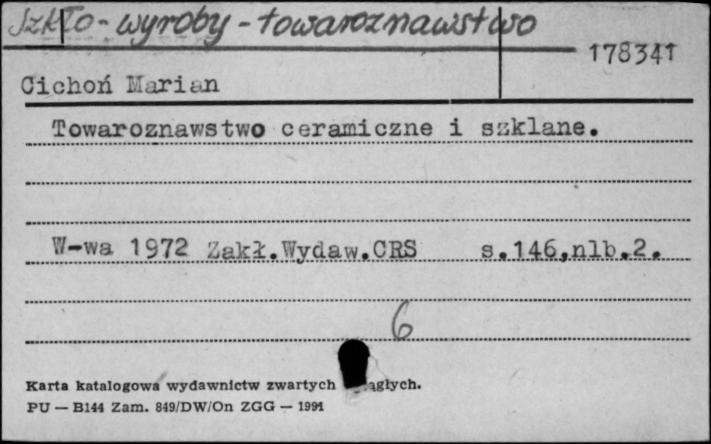 Szkło - wyroby - towaroznawstwo
178341
Cichoń Marian
Towaroznawstwo ceramiczne i szklane.
W-wa 1972 Zakł.Wydaw.CRS s.146,nlb.2.
6
Karta katalogowa wydawnictw zwartych
PU — B144 Zam. 849/DW/On ZGG — 1991